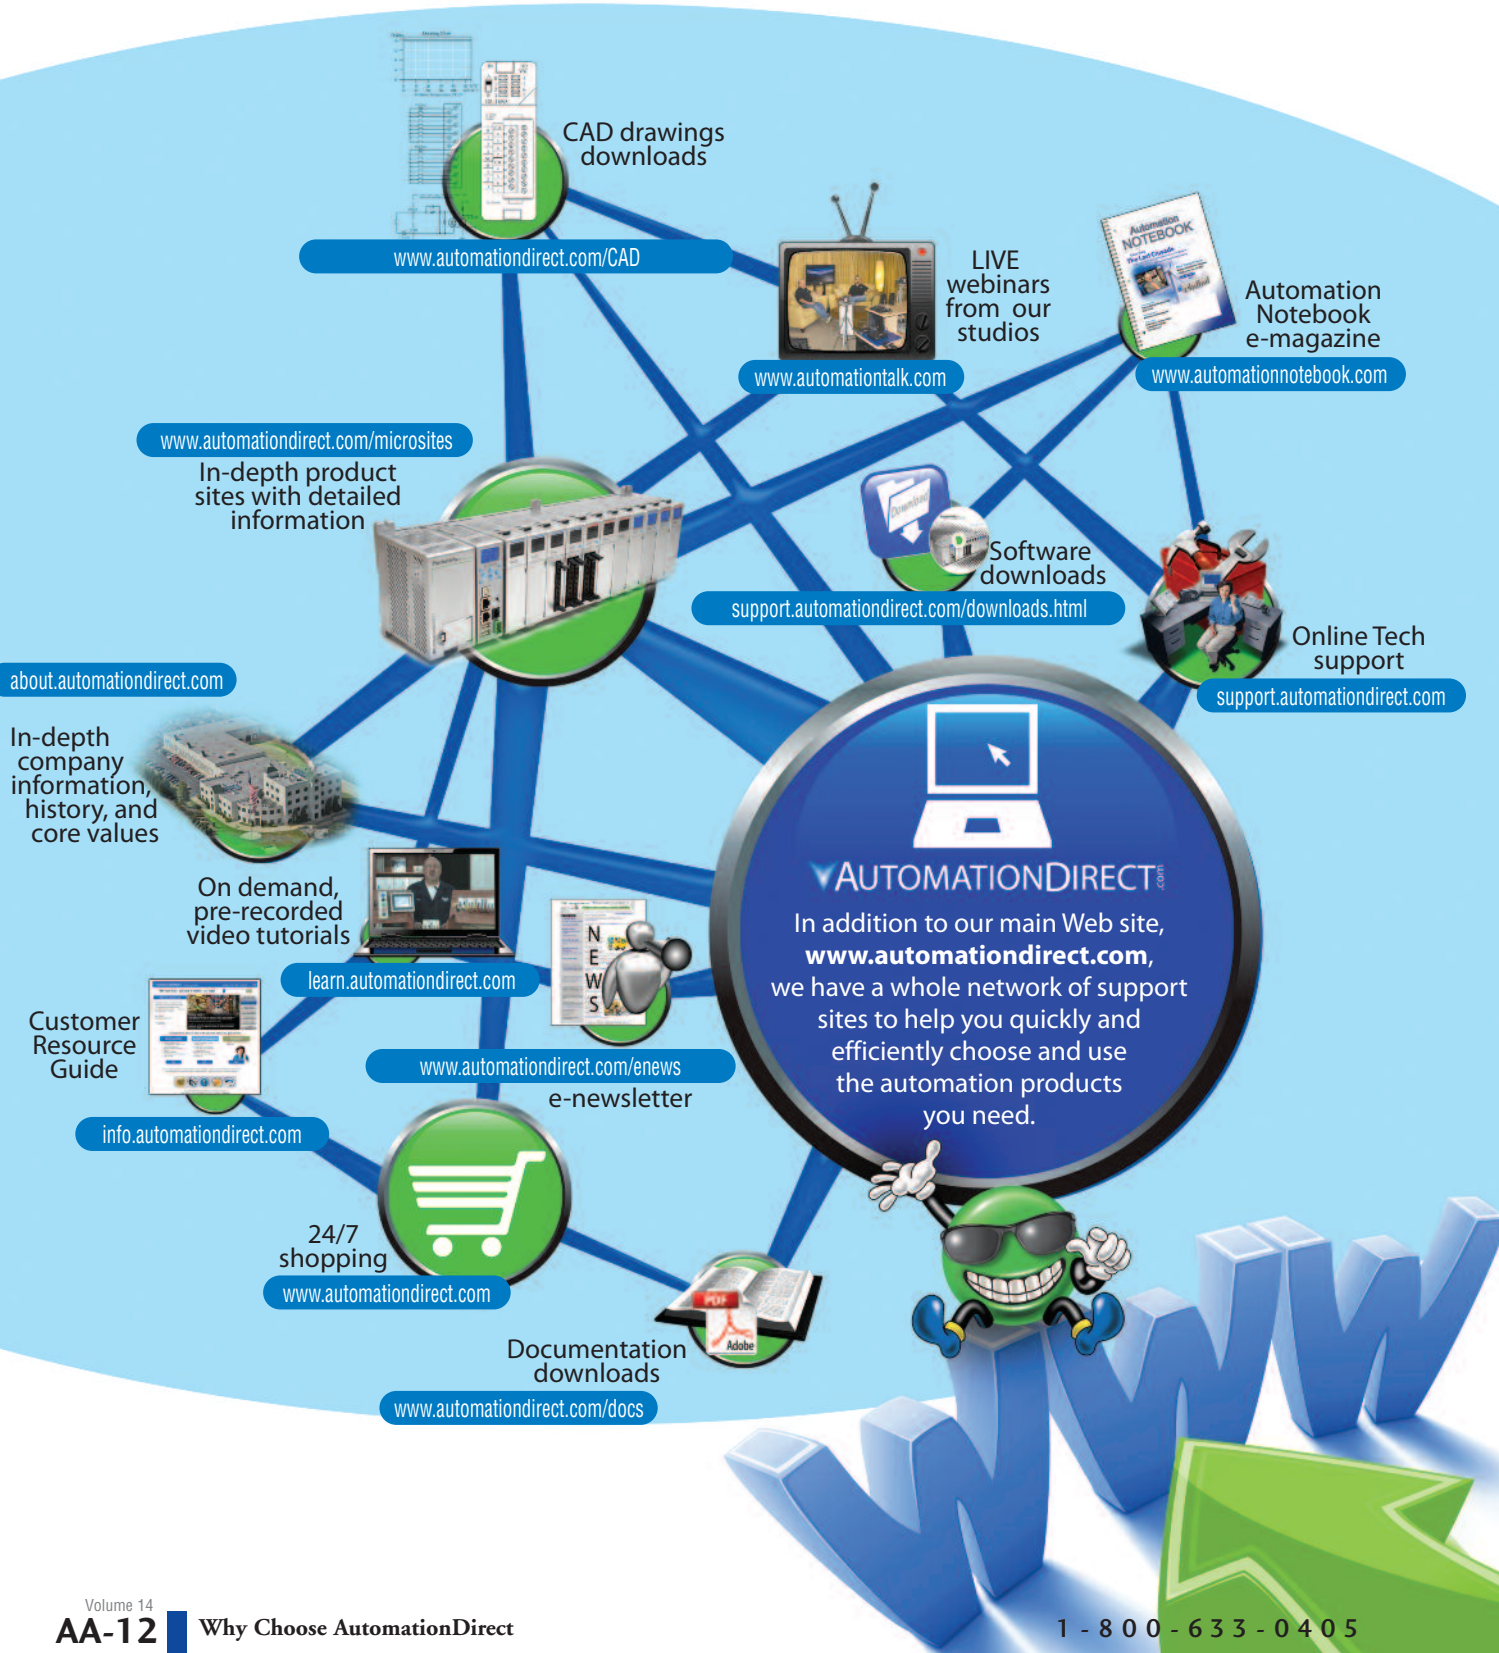 CAD drawings
downloads
www.automationdirect.com/CAD
LIVE
webinars
from our
studios
www.automationtalk.com
Automation
NOTEBOOK
Automation
Notebook
e-magazine
www.automationnotebook.com
www.automationdirect.com/microsites
In-depth product
sites with detailed
information
Download
Software
downloads
support.automationdirect.com/downloads.html
Online Tech
support
support.automationdirect.com
about.automationdirect.com
In-depth
company
information,
history, and
core values
On demand,
pre-recorded
video tutorials
learn.automationdirect.com
NEWS
www.automationdirect.com/enews
e-newsletter
Customer
Resource
Guide
info.automationdirect.com
24/7
shopping
www.automationdirect.com
PDF
Adobe
Documentation
downloads
www.automationdirect.com/docs
AUTOMATIONDIRECT.com
In addition to our main Web site,
www.automationdirect.com,
we have a whole network of support
sites to help you quickly and
efficiently choose and use
the automation products
you need.
www
Volume 14
AA-12
Why Choose AutomationDirect
1-800-633-0405